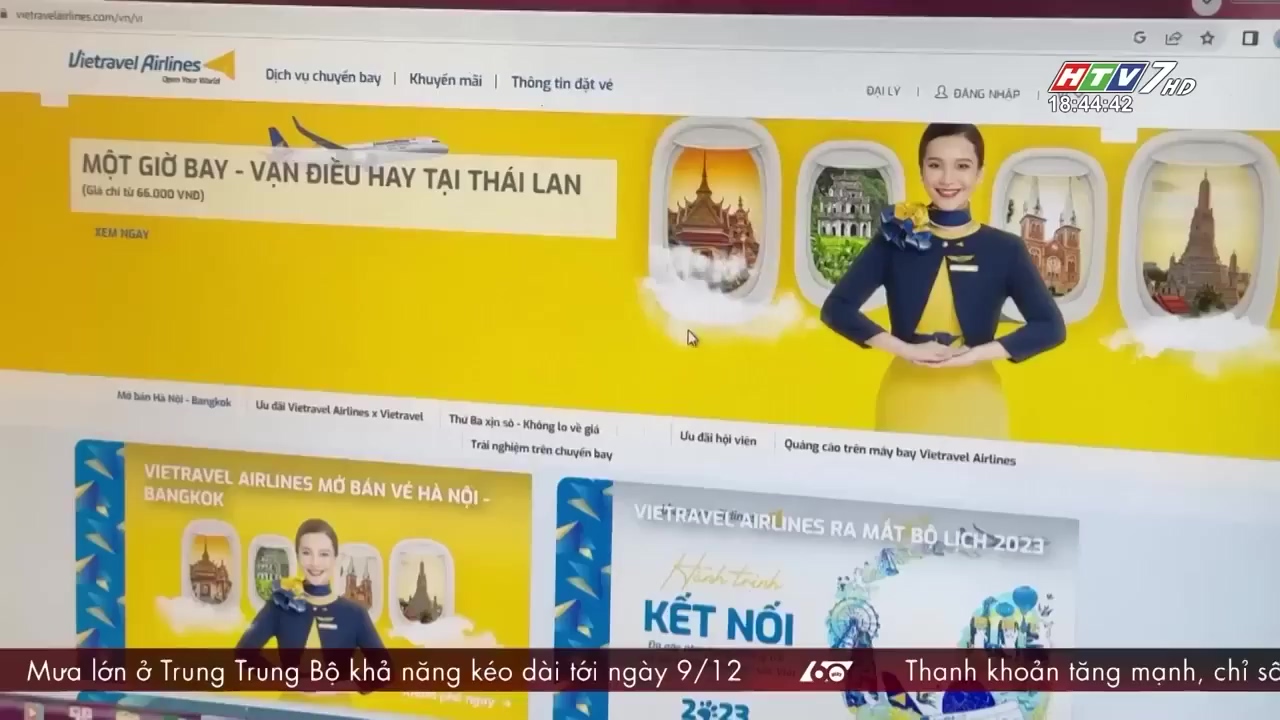 vietravelairlines.com/vn/vi
Vietravel Airlines
Open Your World
Dịch vụ chuyến bay | Khuyến mãi | Thông tin đặt vé
ĐẠI LÝ | ĐĂNG NHẬP |
HTV7HD
18:44:42
MỘT GIỜ BAY - VẠN ĐIỀU HAY TẠI THÁI LAN
(Giá chỉ từ 66.000 VNĐ)
XEM NGAY
Mở bán Hà Nội - Bangkok
Ưu đãi Vietravel Airlines x Vietravel
Thứ Ba xịn sò - Không lo về giá
Ưu đãi hội viên
Quảng cáo trên máy bay Vietravel Airlines
Trải nghiệm trên chuyến bay
VIETRAVEL AIRLINES MỞ BÁN VÉ HÀ NỘI -
BANGKOK
VIETRAVEL AIRLINES RA MẮT BỘ LỊCH 2023
Hành trình
KẾT NỐI
2023
Mưa lớn ở Trung Trung Bộ khả năng kéo dài tới ngày 9/12
60 giây
Thanh khoản tăng mạnh, chỉ số